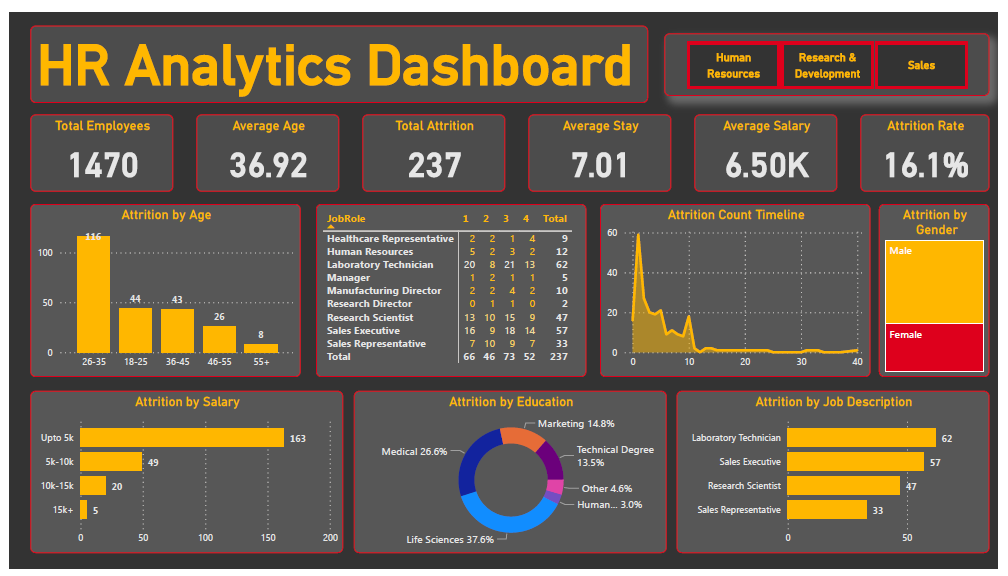 HR Analytics Dashboard
Human
Resources
Research &
Development
Sales
Total Employees
1470
Average Age
36.92
Total Attrition
237
Average Stay
7.01
Average Salary
6.50K
Attrition Rate
16.1%
Attrition by Age
100
50
0
116
44
43
26
8
26-35 18-25 36-45 46-55 55+
JobRole 1 2 3 4 Total
Healthcare Representative 2 2 1 4 9
Human Resources 5 2 3 2 12
Laboratory Technician 20 8 21 13 62
Manager 1 2 1 1 5
Manufacturing Director 2 2 4 2 10
Research Director 0 1 1 0 2
Research Scientist 13 10 15 9 47
Sales Executive 16 9 18 14 57
Sales Representative 7 10 9 7 33
Total 66 46 73 52 237
Attrition Count Timeline
60
40
20
0
0 10 20 30 40
Attrition by
Gender
Male
Female
Attrition by Salary
Upto 5k 163
5k-10k 49
10k-15k 20
15k+ 5
0 50 100 150 200
Attrition by Education
Marketing 14.8%
Medical 26.6%
Technical Degree
13.5%
Other 4.6%
Human... 3.0%
Life Sciences 37.6%
Attrition by Job Description
Laboratory Technician 62
Sales Executive 57
Research Scientist 47
Sales Representative 33
0 50